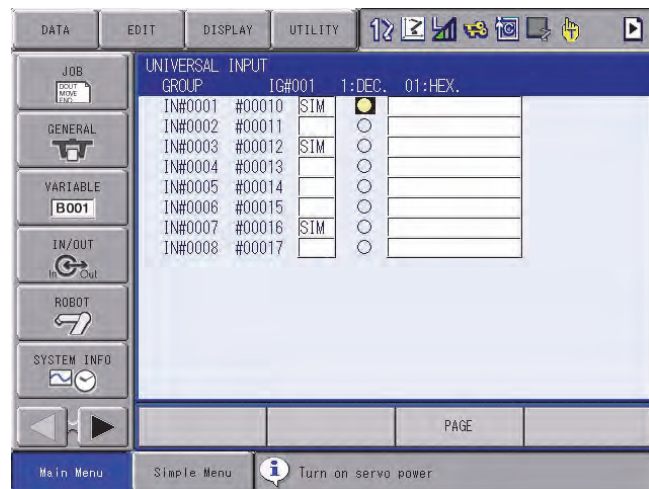 DATA EDIT DISPLAY UTILITY
JOB
DOUT
MOVE
END
GENERAL
VARIABLE
B001
IN/OUT
In Out
ROBOT
SYSTEM INFO
UNIVERSAL INPUT
GROUP IG#001 1:DEC. 01:HEX.
IN#0001 #00010 SIM
IN#0002 #00011
IN#0003 #00012 SIM
IN#0004 #00013
IN#0005 #00014
IN#0006 #00015
IN#0007 #00016 SIM
IN#0008 #00017
PAGE
Main Menu Simple Menu Turn on servo power